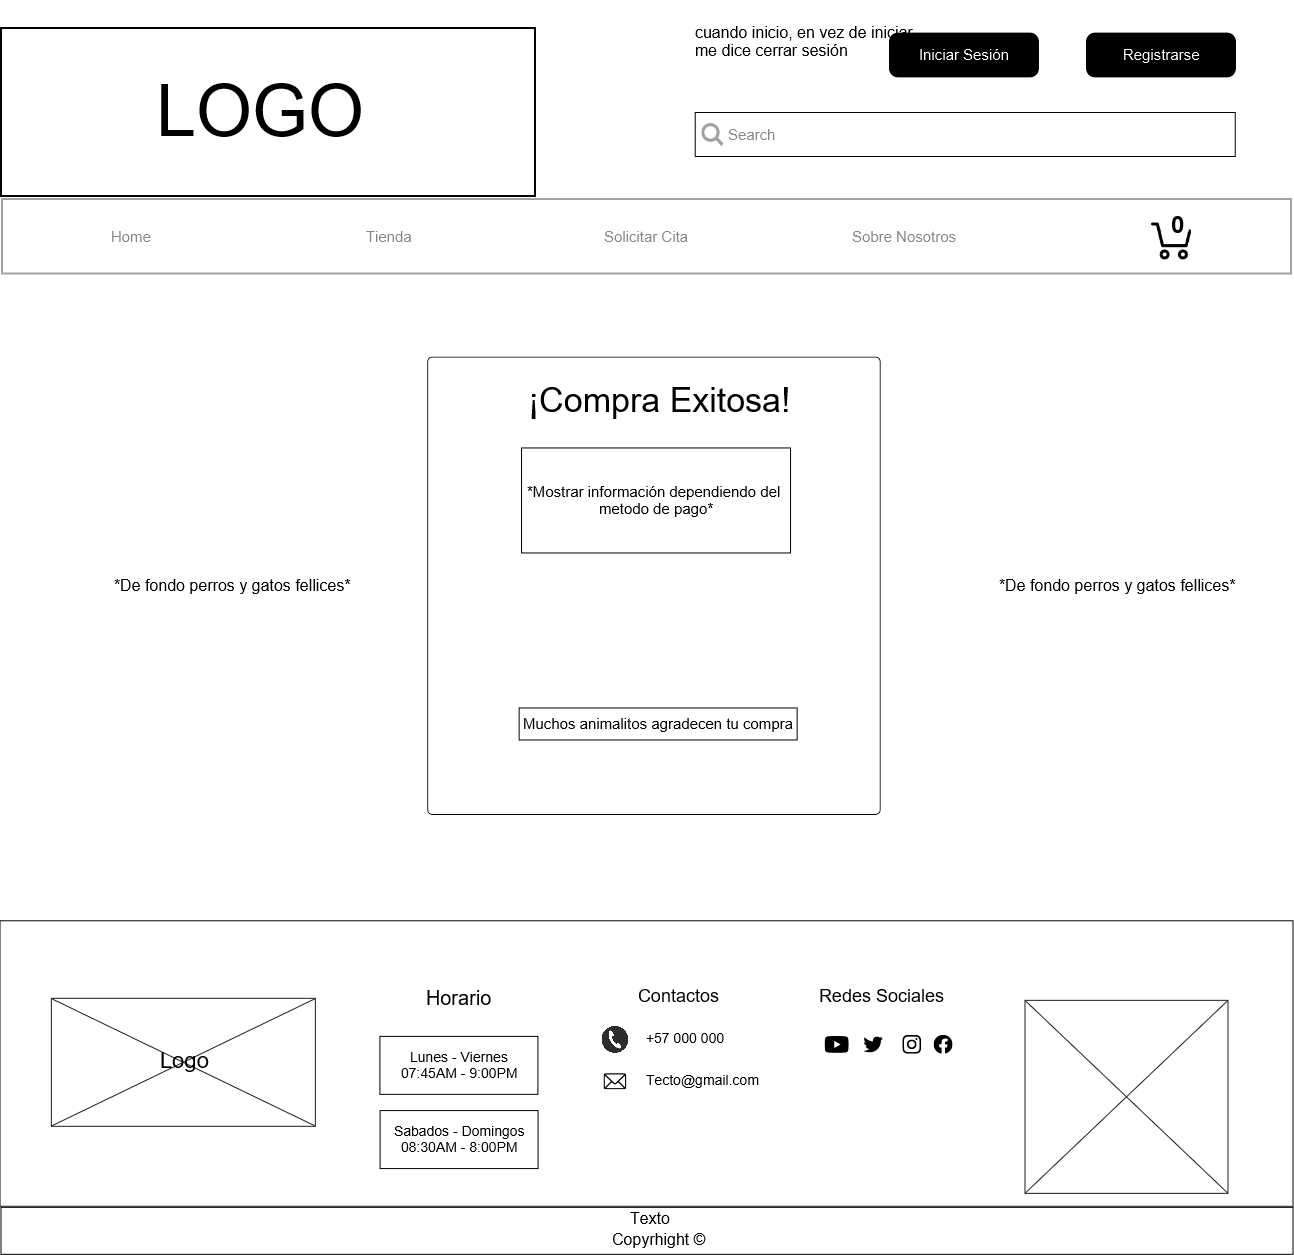 LOGO
cuando inicio, en vez de iniciar
me dice cerrar sesión
Iniciar Sesión
Registrarse
Search
Home
Tienda
Solicitar Cita
Sobre Nosotros
0
¡Compra Exitosa!
*Mostrar información dependiendo del
metodo de pago*
*De fondo perros y gatos fellices*
*De fondo perros y gatos fellices*
Muchos animalitos agradecen tu compra
Logo
Horario
Lunes - Viernes
07:45AM - 9:00PM
Sabados - Domingos
08:30AM - 8:00PM
Contactos
+57 000 000
Tecto@gmail.com
Redes Sociales
Texto
Copyrhight ©